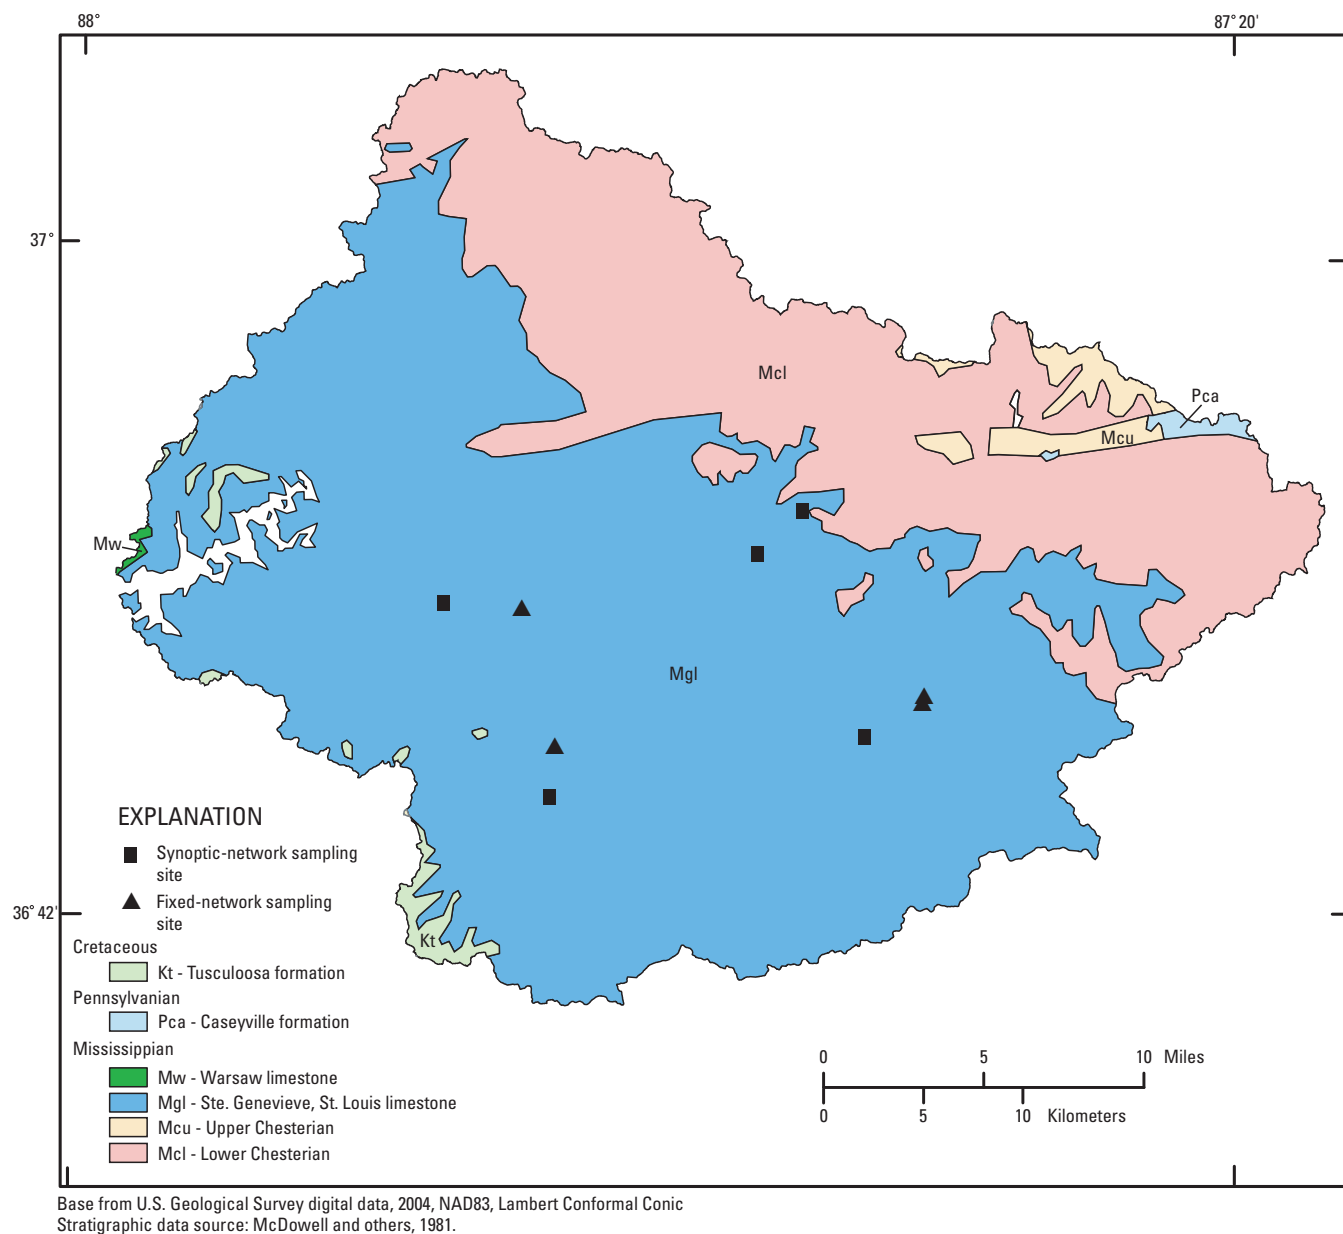 88°
87°20'
37°
Mcl
Pca
Mcu
Mw
Mgl
EXPLANATION
Synoptic-network sampling
site
Fixed-network sampling
site
36°42'
Kt
Cretaceous
Kt - Tusculoosa formation
Pennsylvanian
Pca - Caseyville formation
Mississippian
Mw - Warsaw limestone
Mgl - Ste. Genevieve, St. Louis limestone
Mcu - Upper Chesterian
Mcl - Lower Chesterian
0 5 10 Miles
0 5 10 Kilometers
Base from U.S. Geological Survey digital data, 2004, NAD83, Lambert Conformal Conic
Stratigraphic data source: McDowell and others, 1981.